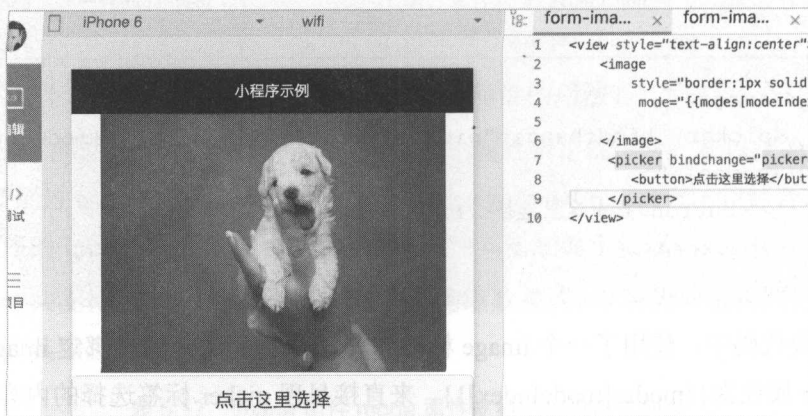 iPhone 6
wifi
form-ima...
form-ima...
小程序示例
编辑
调试
项目
点击这里选择
1 <view style="text-align:center"
2 <image
3 style="border:1px solid
4 mode="{{modes[modeInde
5
6 </image>
7 <picker bindchange="picker
8 <button>点击这里选择</but
9 </picker>
10 </view>